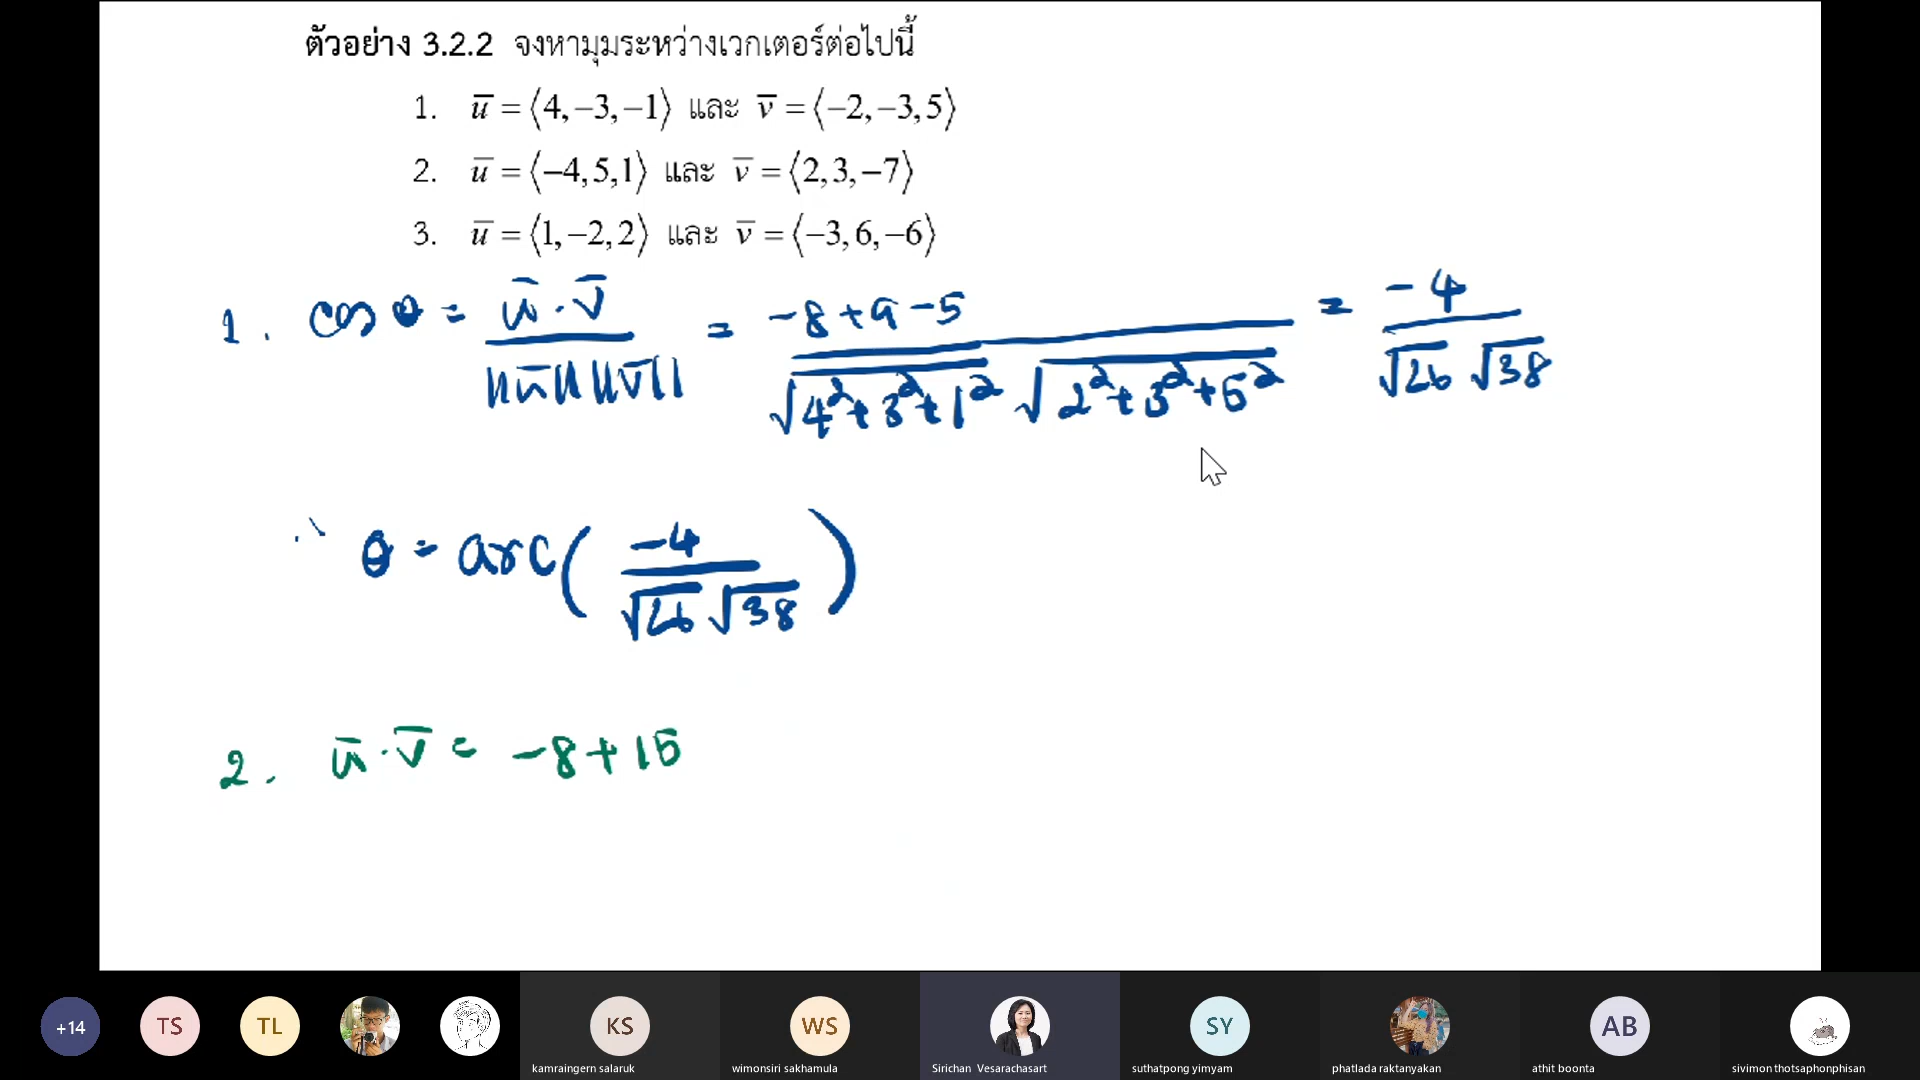 ตัวอย่าง 3.2.2 จงหามุมระหว่างเวกเตอร์ต่อไปนี้
1. u̅ = ⟨4,−3,−1⟩ และ v̅ = ⟨−2,−3,5⟩
2. u̅ = ⟨−4,5,1⟩ และ v̅ = ⟨2,3,−7⟩
3. u̅ = ⟨1,−2,2⟩ และ v̅ = ⟨−3,6,−6⟩
1. cos θ = u̅ · v̅ / ||u̅|| ||v̅|| = −8+9−5 / √(4²+3²+1²) √(2²+3²+5²) = −4 / √26 √38
∴ θ = arc( −4 / √26 √38 )
2. u̅ · v̅ = −8+15
+14
TS
TL
KS
WS
SY
AB
kamraingern salaruk
wimonsiri sakhamula
Sirichan Vesarachasart
suthatpong yimyam
phatlada raktanyakan
athit boonta
sivimon thotsaphonphisan